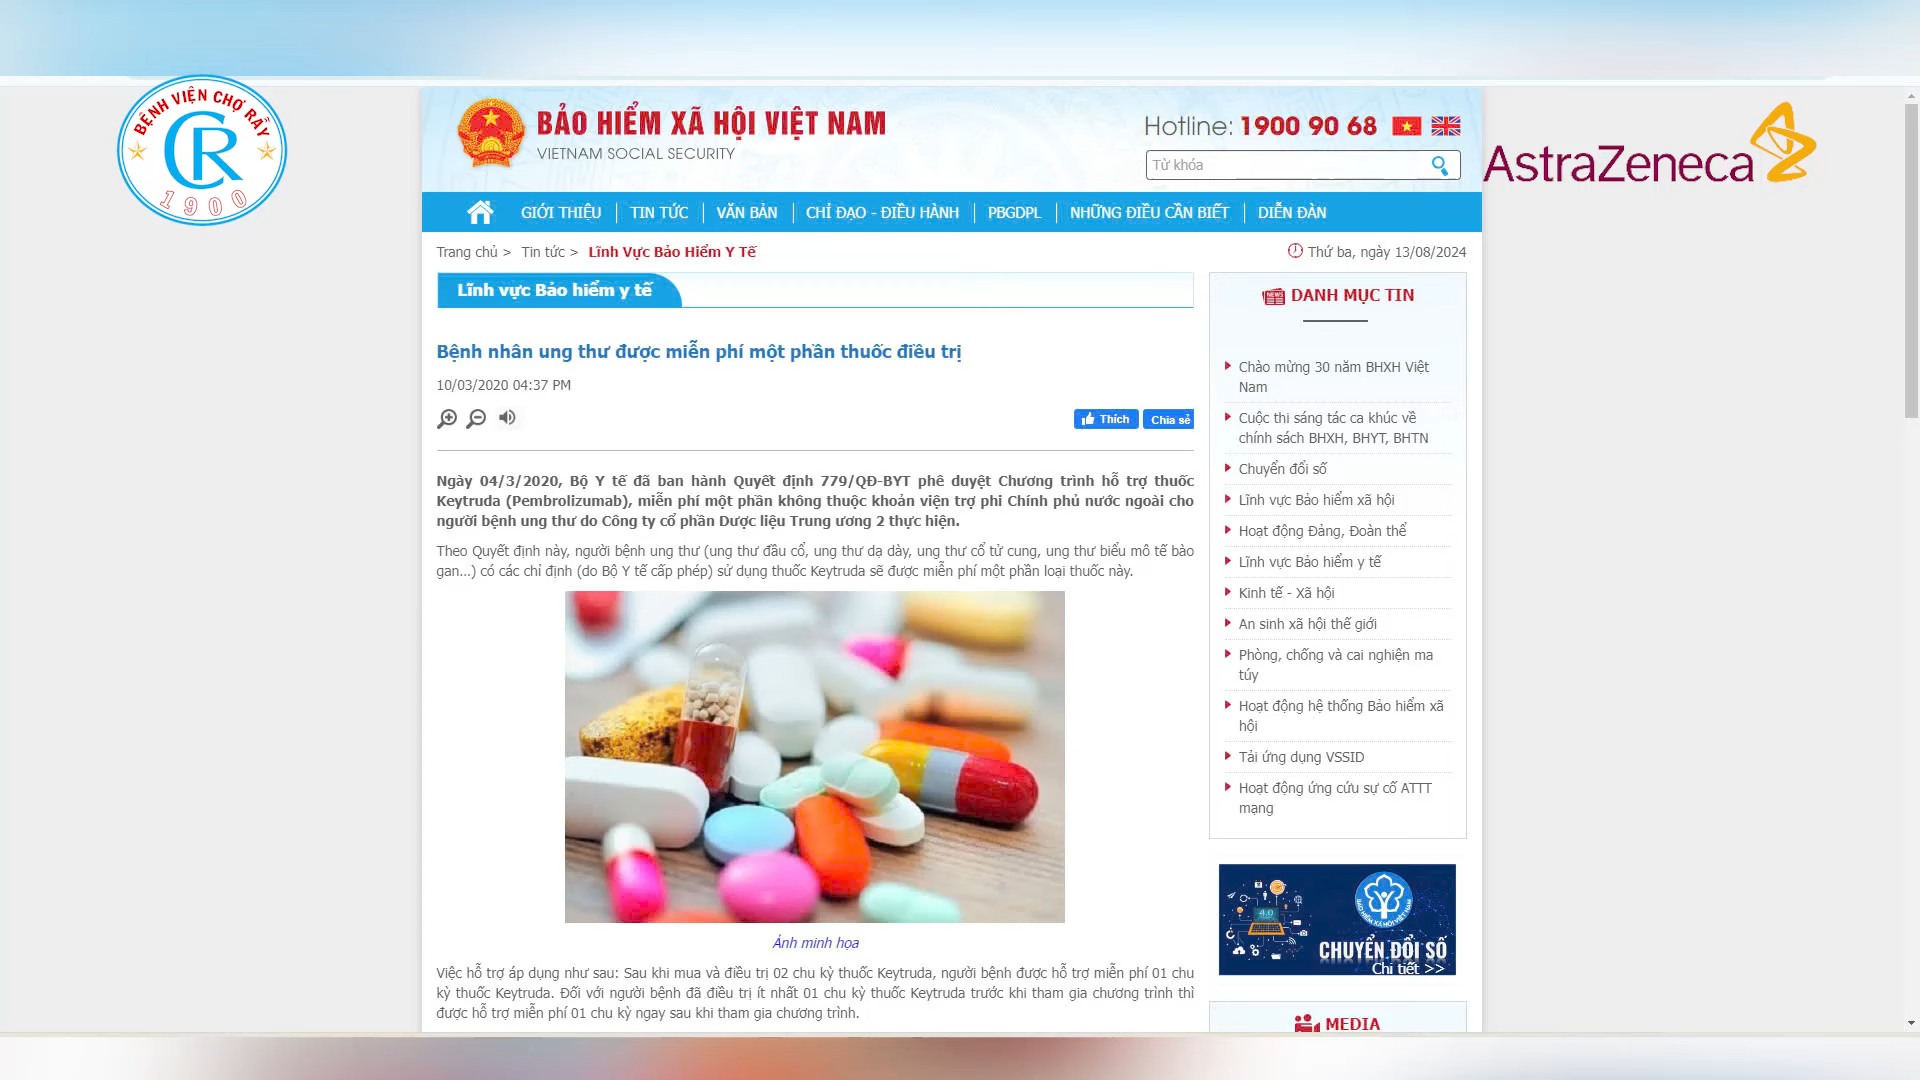 BỆNH VIỆN CHỢ RẪY
CR
1900
BẢO HIỂM XÃ HỘI VIỆT NAM
VIETNAM SOCIAL SECURITY
Hotline: 1900 90 68
Từ khóa
AstraZeneca
GIỚI THIỆU
TIN TỨC
VĂN BẢN
CHỈ ĐẠO - ĐIỀU HÀNH
PBGDPL
NHỮNG ĐIỀU CẦN BIẾT
DIỄN ĐÀN
Trang chủ > Tin tức > Lĩnh Vực Bảo Hiểm Y Tế
Thứ ba, ngày 13/08/2024
Lĩnh vực Bảo hiểm y tế
Bệnh nhân ung thư được miễn phí một phần thuốc điều trị
10/03/2020 04:37 PM
Thích
Chia sẻ
Ngày 04/3/2020, Bộ Y tế đã ban hành Quyết định 779/QĐ-BYT phê duyệt Chương trình hỗ trợ thuốc
Keytruda (Pembrolizumab), miễn phí một phần không thuộc khoản viện trợ phi Chính phủ nước ngoài cho
người bệnh ung thư do Công ty cổ phần Dược liệu Trung ương 2 thực hiện.
Theo Quyết định này, người bệnh ung thư (ung thư đầu cổ, ung thư dạ dày, ung thư cổ tử cung, ung thư biểu mô tế bào
gan...) có các chỉ định (do Bộ Y tế cấp phép) sử dụng thuốc Keytruda sẽ được miễn phí một phần loại thuốc này.
Ảnh minh họa
Việc hỗ trợ áp dụng như sau: Sau khi mua và điều trị 02 chu kỳ thuốc Keytruda, người bệnh được hỗ trợ miễn phí 01 chu
kỳ thuốc Keytruda. Đối với người bệnh đã điều trị ít nhất 01 chu kỳ thuốc Keytruda trước khi tham gia chương trình thì
được hỗ trợ miễn phí 01 chu kỳ ngay sau khi tham gia chương trình.
NEWS
DANH MỤC TIN
Chào mừng 30 năm BHXH Việt
Nam
Cuộc thi sáng tác ca khúc về
chính sách BHXH, BHYT, BHTN
Chuyển đổi số
Lĩnh vực Bảo hiểm xã hội
Hoạt động Đảng, Đoàn thể
Lĩnh vực Bảo hiểm y tế
Kinh tế - Xã hội
An sinh xã hội thế giới
Phòng, chống và cai nghiện ma
túy
Hoạt động hệ thống Bảo hiểm xã
hội
Tải ứng dụng VSSID
Hoạt động ứng cứu sự cố ATTT
mạng
4.0
BẢO HIỂM XÃ HỘI VIỆT NAM
CHUYỂN ĐỔI SỐ
Chi tiết >>
MEDIA